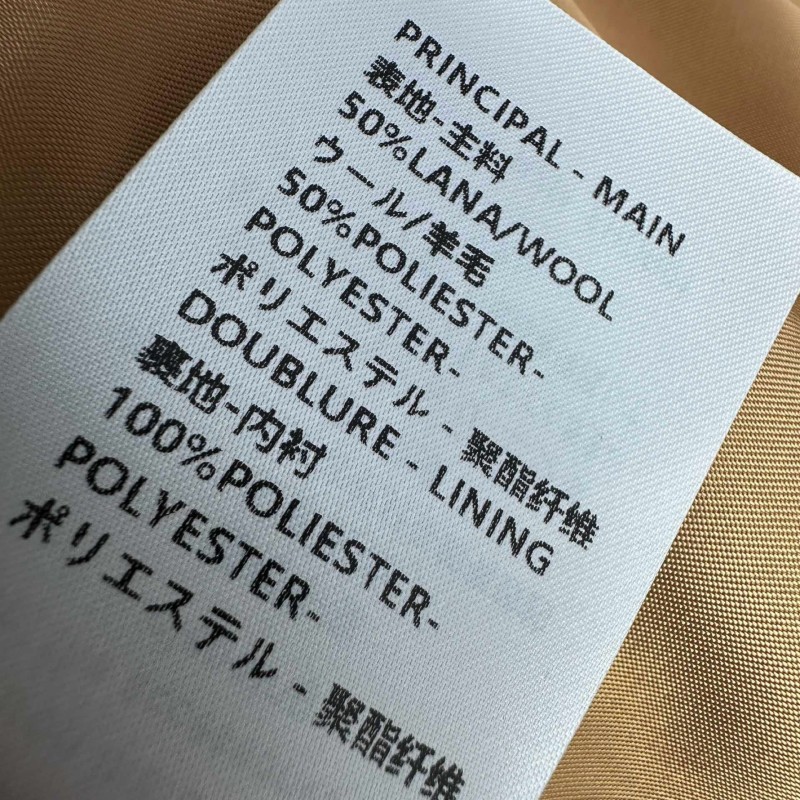 PRINCIPAL - MAIN
表地-主料
50%LANA/WOOL
ウール/羊毛
50%POLIESTER-
POLYESTER-
ポリエステル - 聚酯纤维
DOUBLURE - LINING
裏地-内衬
100%POLIESTER-
POLYESTER-
ポリエステル - 聚酯纤维